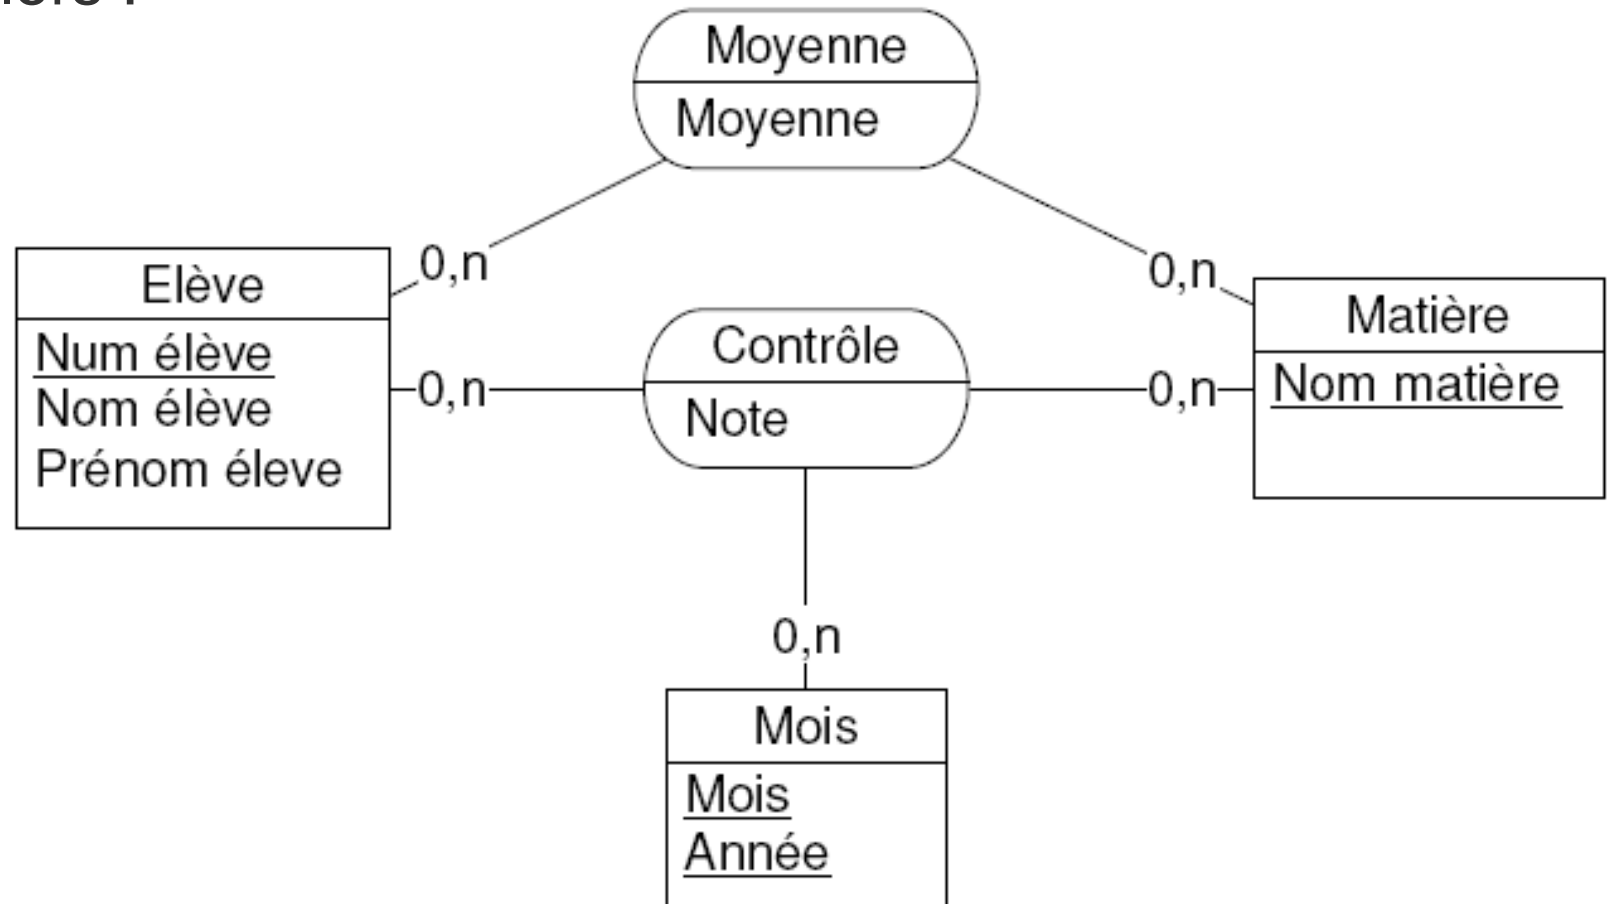 Moyenne
Moyenne
0,n
0,n
Elève
Num élève
Nom élève
Prénom éleve
0,n
Contrôle
Note
0,n
Matière
Nom matière
0,n
Mois
Mois
Année